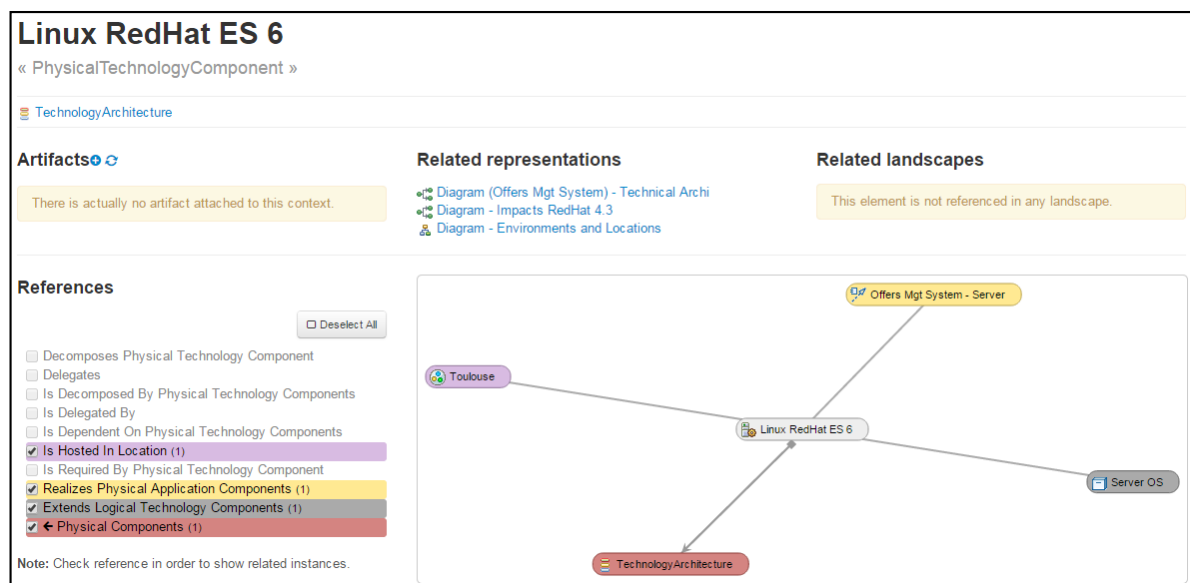 Linux RedHat ES 6
« PhysicalTechnologyComponent »
TechnologyArchitecture
Artifacts
There is actually no artifact attached to this context.
Related representations
Diagram (Offers Mgt System) - Technical Archi
Diagram - Impacts RedHat 4.3
Diagram - Environments and Locations
Related landscapes
This element is not referenced in any landscape.
References
Deselect All
Decomposes Physical Technology Component
Delegates
Is Decomposed By Physical Technology Components
Is Delegated By
Is Dependent On Physical Technology Components
Is Hosted In Location (1)
Is Required By Physical Technology Component
Realizes Physical Application Components (1)
Extends Logical Technology Components (1)
← Physical Components (1)
Note: Check reference in order to show related instances.
Offers Mgt System - Server
Toulouse
Linux RedHat ES 6
Server OS
TechnologyArchitecture